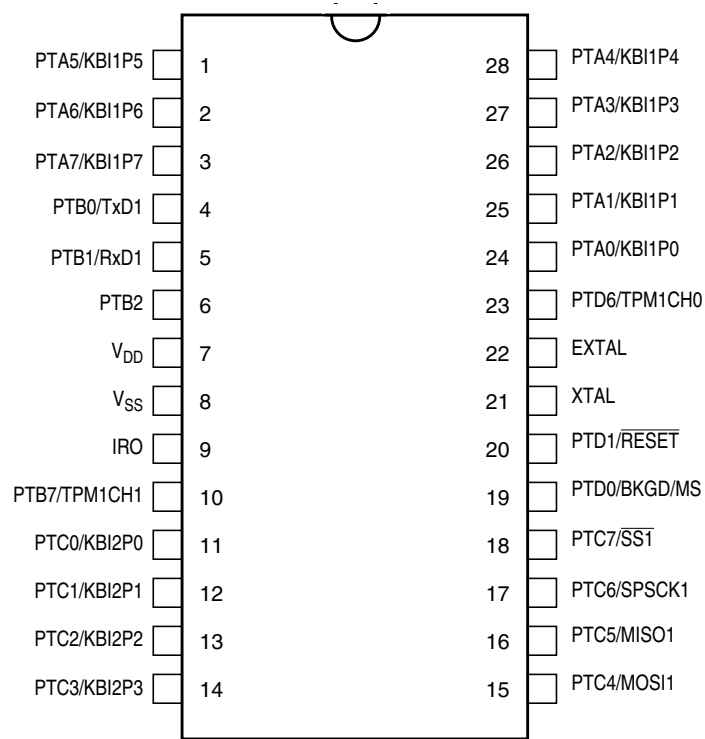 PTA5/KBI1P5 1 28 PTA4/KBI1P4
PTA6/KBI1P6 2 27 PTA3/KBI1P3
PTA7/KBI1P7 3 26 PTA2/KBI1P2
PTB0/TxD1 4 25 PTA1/KBI1P1
PTB1/RxD1 5 24 PTA0/KBI1P0
PTB2 6 23 PTD6/TPM1CH0
VDD 7 22 EXTAL
VSS 8 21 XTAL
IRO 9 20 PTD1/RESET
PTB7/TPM1CH1 10 19 PTD0/BKGD/MS
PTC0/KBI2P0 11 18 PTC7/SS1
PTC1/KBI2P1 12 17 PTC6/SPSCK1
PTC2/KBI2P2 13 16 PTC5/MISO1
PTC3/KBI2P3 14 15 PTC4/MOSI1